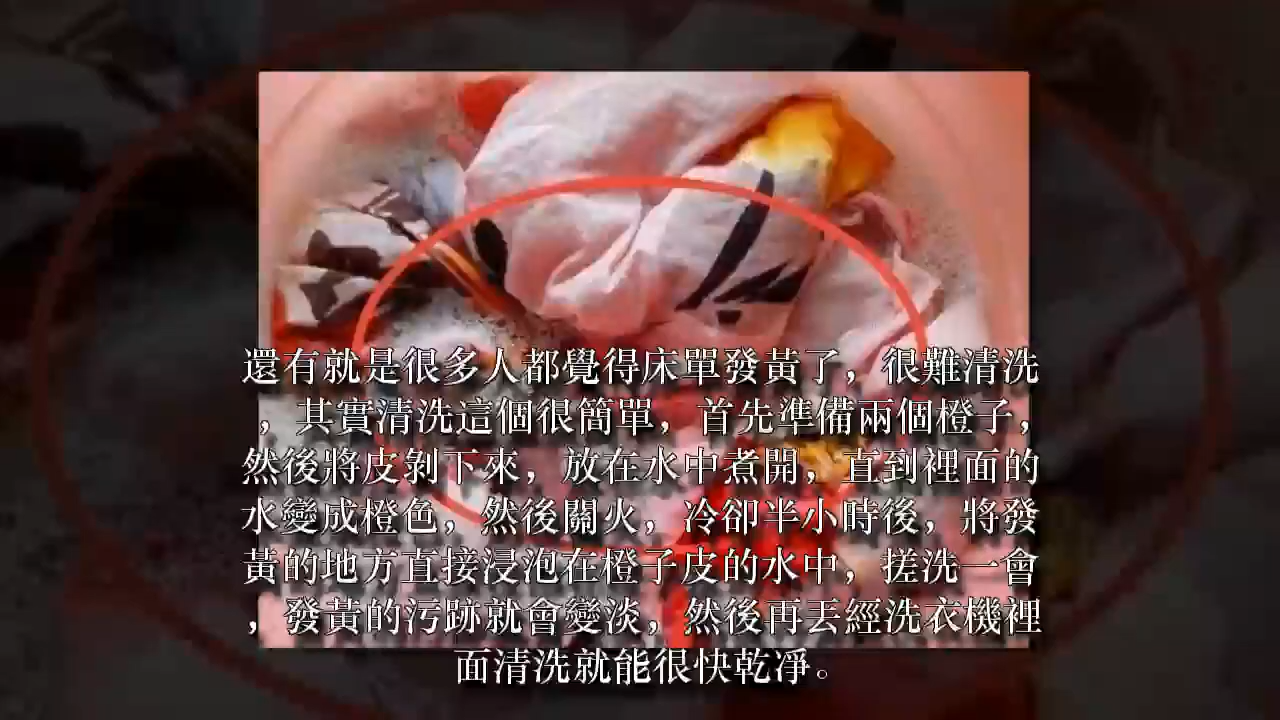 還有就是很多人都覺得床單發黃了，很難清洗
，其實清洗這個很簡單，首先準備兩個橙子，
然後將皮剝下來，放在水中煮開，直到裡面的
水變成橙色，然後關火，冷卻半小時後，將發
黃的地方直接浸泡在橙子皮的水中，搓洗一會
，發黃的污跡就會變淡，然後再丟經洗衣機裡
面清洗就能很快乾凈。